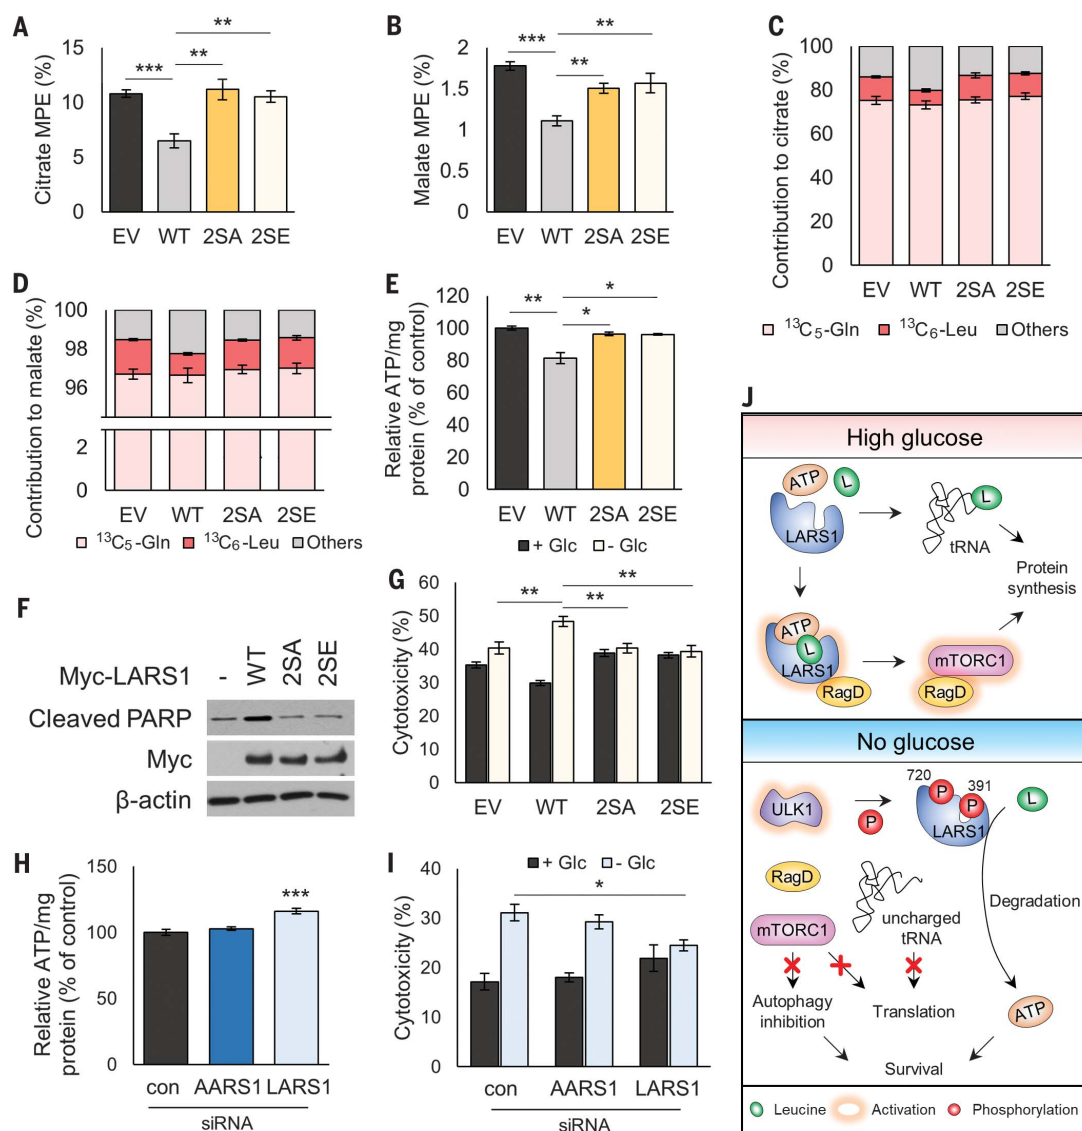 A
Citrate MPE (%)
15
10
5
0
***
**
**
EV WT 2SA 2SE
B
Malate MPE (%)
2
1.5
1
0.5
0
***
**
**
EV WT 2SA 2SE
C
Contribution to citrate (%)
100
80
60
40
20
0
EV WT 2SA 2SE
¹³C₅-Gln ¹³C₆-Leu Others
D
Contribution to malate (%)
100
98
96
2
0
EV WT 2SA 2SE
¹³C₅-Gln ¹³C₆-Leu Others
E
Relative ATP/mg
protein (% of control)
120
100
80
60
40
20
0
**
*
*
EV WT 2SA 2SE
F
Myc-LARS1 - WT 2SA 2SE
Cleaved PARP
Myc
β-actin
G
+ Glc - Glc
Cytotoxicity (%)
60
50
40
30
20
10
0
**
**
**
EV WT 2SA 2SE
H
Relative ATP/mg
protein (% of control)
150
100
50
0
***
con AARS1 LARS1
siRNA
I
+ Glc - Glc
Cytotoxicity (%)
40
30
20
10
0
*
con AARS1 LARS1
siRNA
J
High glucose
ATP L
LARS1
L
tRNA
Protein
synthesis
ATP
L
LARS1
RagD
mTORC1
RagD
No glucose
ULK1
P
720
391
P
P
LARS1
L
RagD
mTORC1
uncharged
tRNA
Degradation
Autophagy
inhibition
Translation
ATP
Survival
Leucine Activation P Phosphorylation